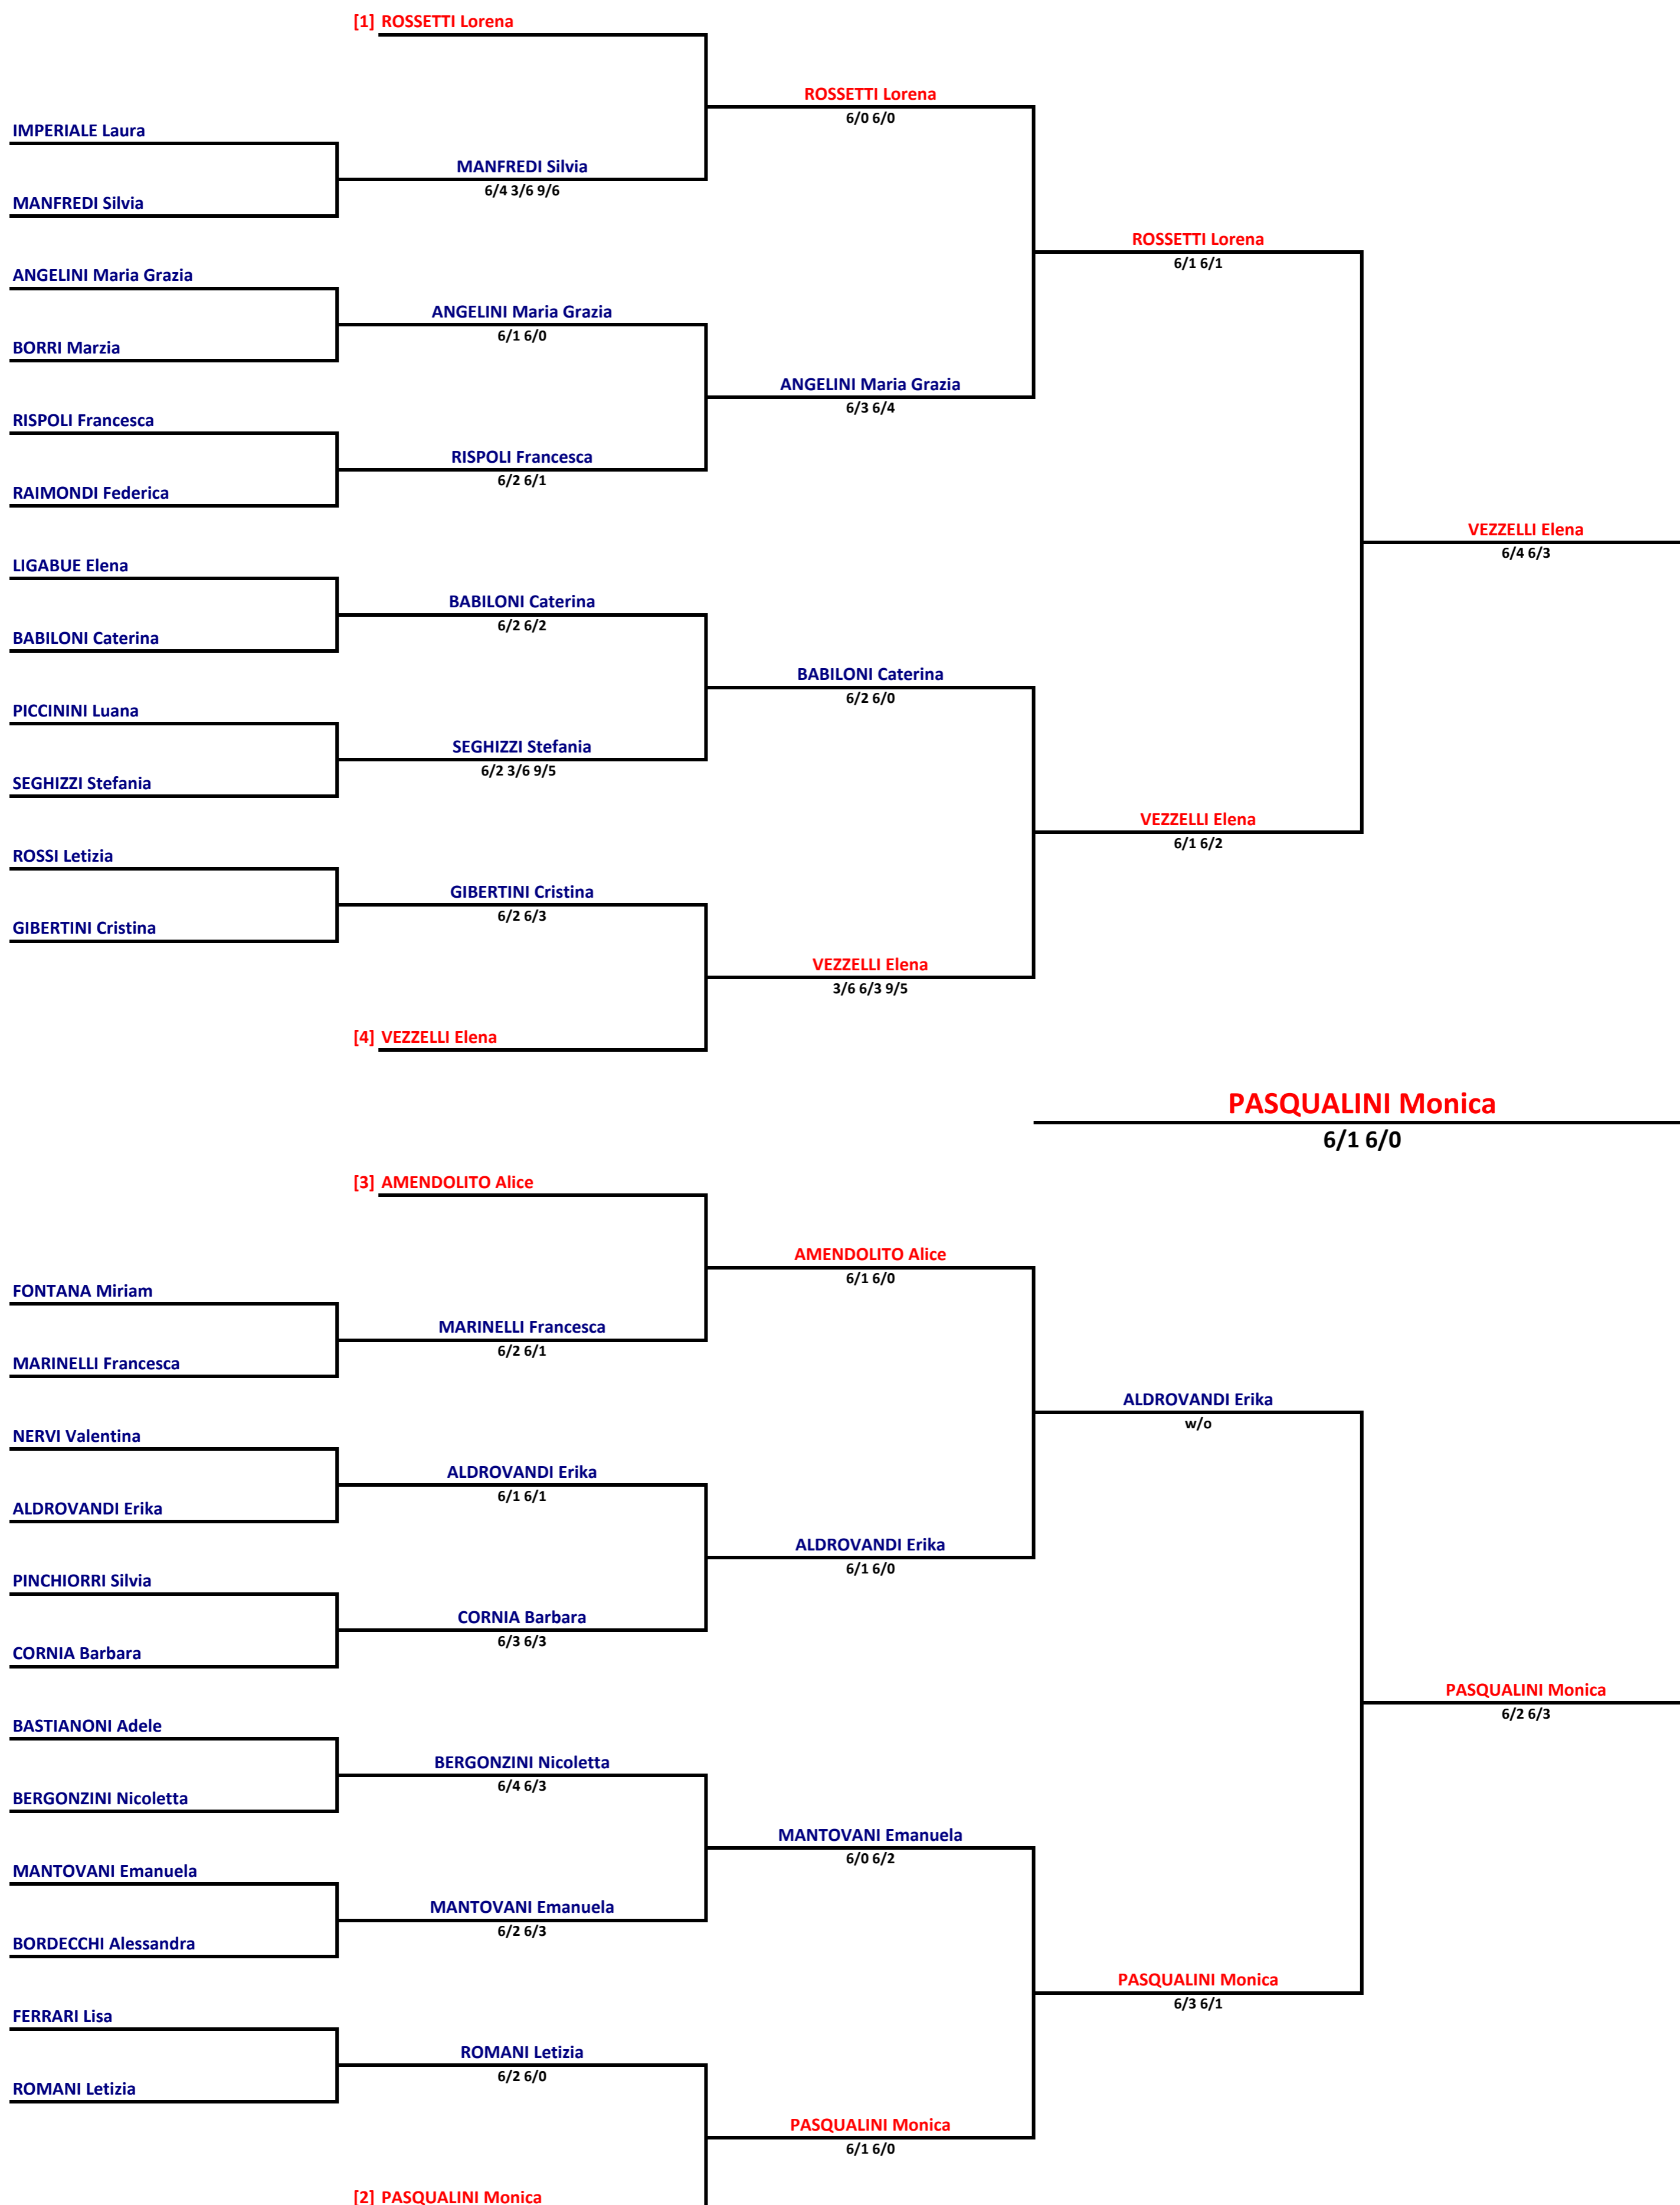 [1] ROSSETTI Lorena
ROSSETTI Lorena
6/0 6/0
IMPERIALE Laura
MANFREDI Silvia
6/4 3/6 9/6
MANFREDI Silvia
ROSSETTI Lorena
6/1 6/1
ANGELINI Maria Grazia
ANGELINI Maria Grazia
6/1 6/0
BORRI Marzia
ANGELINI Maria Grazia
6/3 6/4
RISPOLI Francesca
RISPOLI Francesca
6/2 6/1
RAIMONDI Federica
VEZZELLI Elena
6/4 6/3
LIGABUE Elena
BABILONI Caterina
6/2 6/2
BABILONI Caterina
BABILONI Caterina
6/2 6/0
PICCININI Luana
SEGHIZZI Stefania
6/2 3/6 9/5
SEGHIZZI Stefania
VEZZELLI Elena
6/1 6/2
ROSSI Letizia
GIBERTINI Cristina
6/2 6/3
GIBERTINI Cristina
VEZZELLI Elena
3/6 6/3 9/5
[4] VEZZELLI Elena
PASQUALINI Monica
6/1 6/0
[3] AMENDOLITO Alice
AMENDOLITO Alice
6/1 6/0
FONTANA Miriam
MARINELLI Francesca
6/2 6/1
MARINELLI Francesca
ALDROVANDI Erika
w/o
NERVI Valentina
ALDROVANDI Erika
6/1 6/1
ALDROVANDI Erika
ALDROVANDI Erika
6/1 6/0
PINCHIORRI Silvia
CORNIA Barbara
6/3 6/3
CORNIA Barbara
PASQUALINI Monica
6/2 6/3
BASTIANONI Adele
BERGONZINI Nicoletta
6/4 6/3
BERGONZINI Nicoletta
MANTOVANI Emanuela
6/0 6/2
MANTOVANI Emanuela
MANTOVANI Emanuela
6/2 6/3
BORDECCHI Alessandra
PASQUALINI Monica
6/3 6/1
FERRARI Lisa
ROMANI Letizia
6/2 6/0
ROMANI Letizia
PASQUALINI Monica
6/1 6/0
[2] PASQUALINI Monica